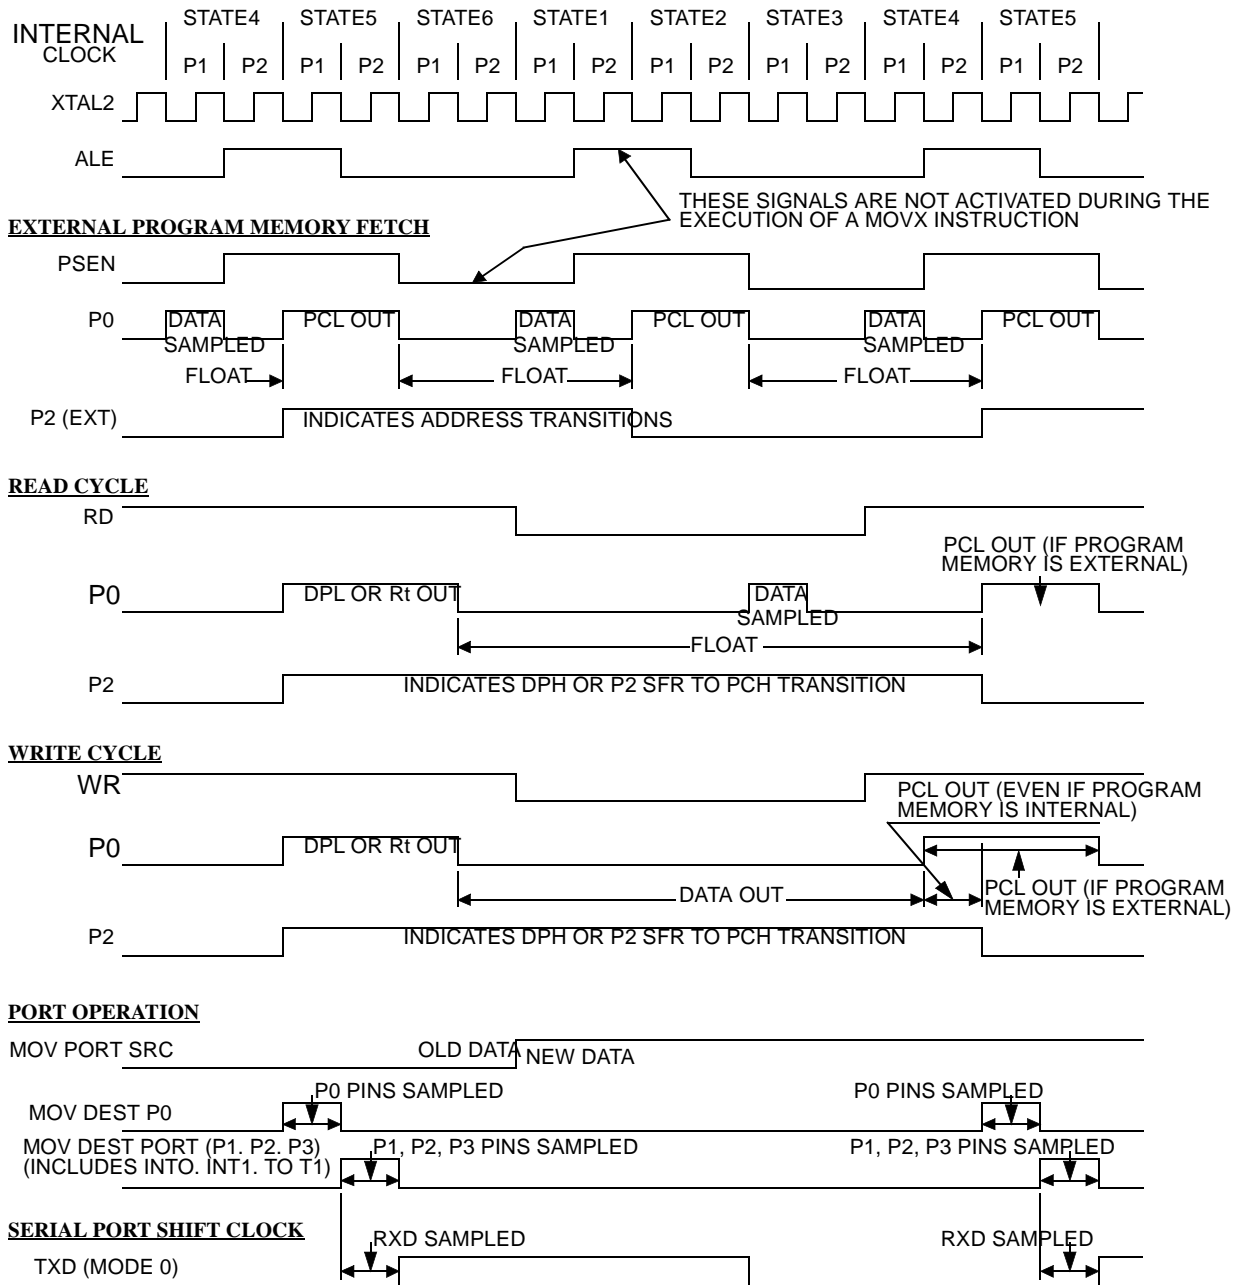 STATE4 STATE5 STATE6 STATE1 STATE2 STATE3 STATE4 STATE5
INTERNAL
CLOCK
P1 P2 P1 P2 P1 P2 P1 P2 P1 P2 P1 P2 P1 P2 P1 P2
XTAL2
ALE
THESE SIGNALS ARE NOT ACTIVATED DURING THE
EXECUTION OF A MOVX INSTRUCTION
EXTERNAL PROGRAM MEMORY FETCH
PSEN
P0 DATA PCL OUT DATA PCL OUT DATA PCL OUT
SAMPLED SAMPLED SAMPLED
FLOAT FLOAT FLOAT
P2 (EXT) INDICATES ADDRESS TRANSITIONS
READ CYCLE
RD
PCL OUT (IF PROGRAM
MEMORY IS EXTERNAL)
P0 DPL OR Rt OUT DATA
SAMPLED
FLOAT
P2 INDICATES DPH OR P2 SFR TO PCH TRANSITION
WRITE CYCLE
WR
PCL OUT (EVEN IF PROGRAM
MEMORY IS INTERNAL)
P0 DPL OR Rt OUT
DATA OUT
PCL OUT (IF PROGRAM
MEMORY IS EXTERNAL)
P2 INDICATES DPH OR P2 SFR TO PCH TRANSITION
PORT OPERATION
MOV PORT SRC OLD DATA NEW DATA
P0 PINS SAMPLED P0 PINS SAMPLED
MOV DEST P0
MOV DEST PORT (P1. P2. P3) P1, P2, P3 PINS SAMPLED P1, P2, P3 PINS SAMPLED
(INCLUDES INTO. INT1. TO T1)
SERIAL PORT SHIFT CLOCK
RXD SAMPLED RXD SAMPLED
TXD (MODE 0)